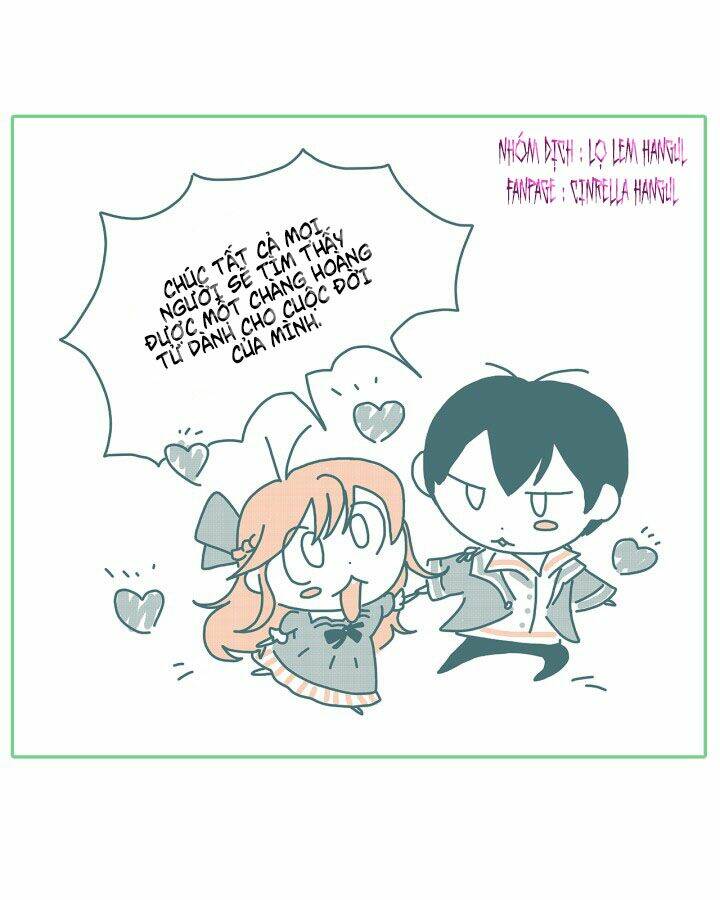 NHÓM DỊCH : LỌ LEM HANGUL
FANPAGE : CINRELLA HANGUL
CHÚC TẤT CẢ MỌI
NGƯỜI SẼ TÌM THẤY
ĐƯỢC MỘT CHÀNG HOÀNG
TỬ DÀNH CHO CUỘC ĐỜI
CỦA MÌNH.